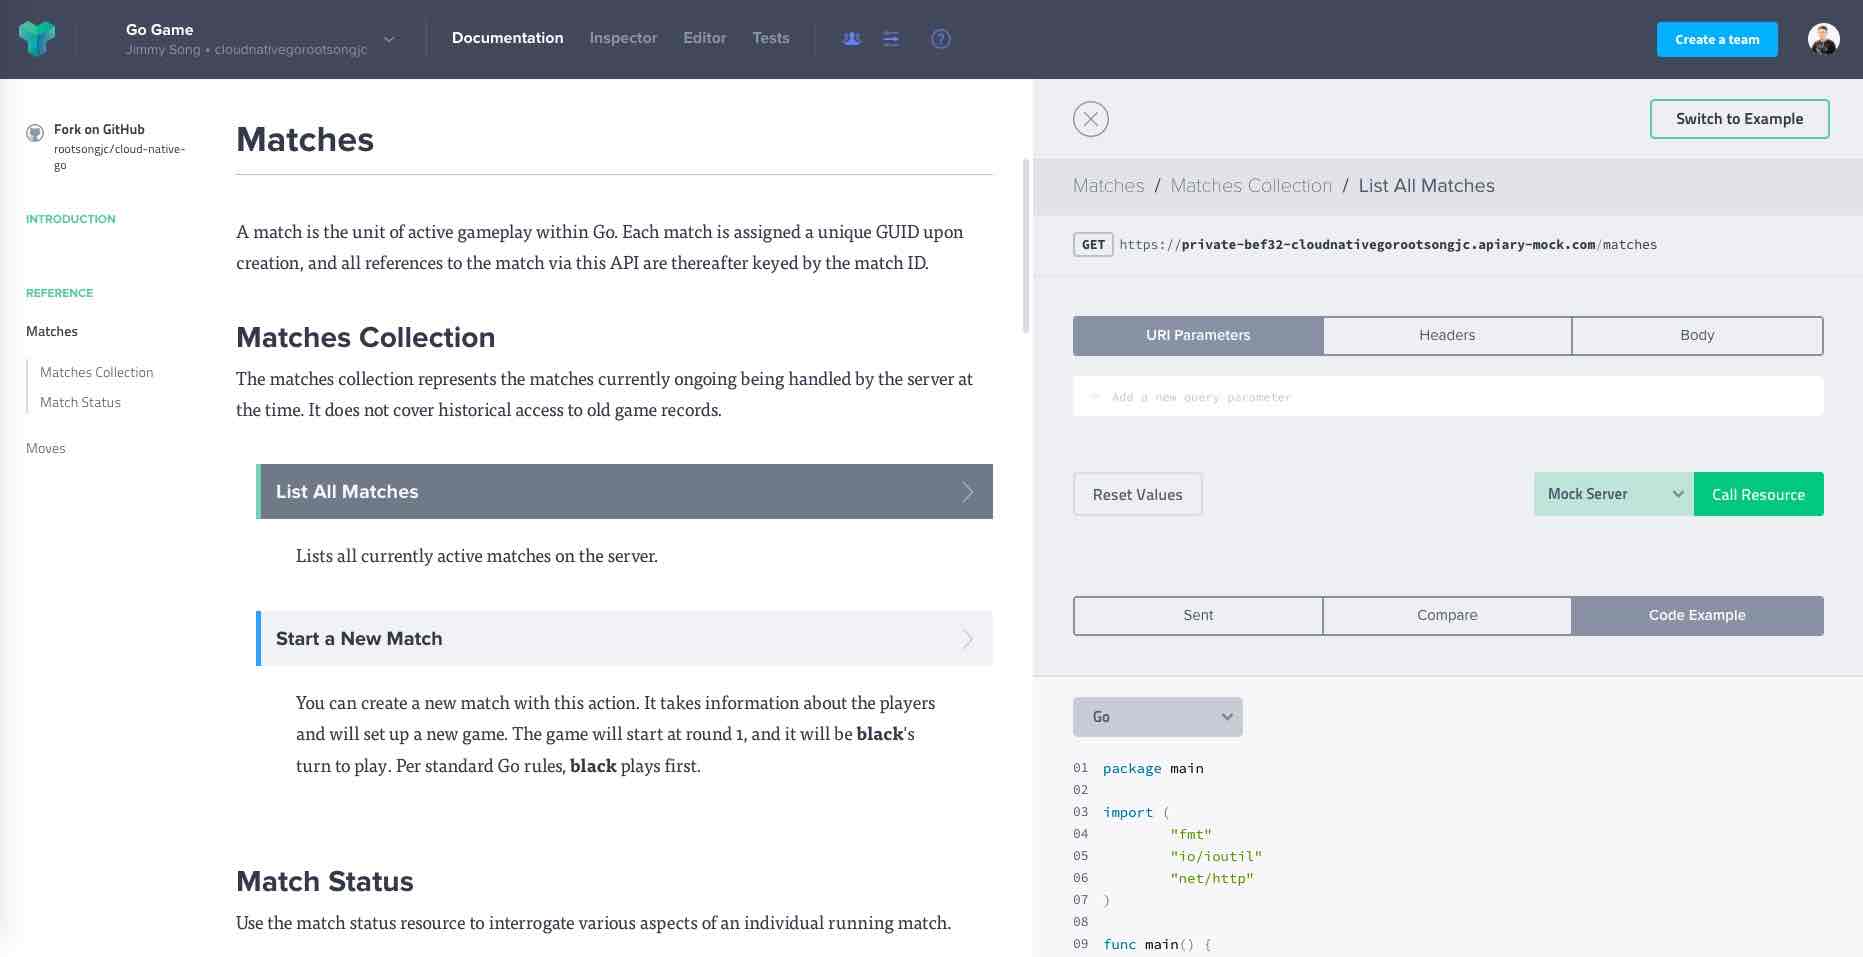 Go Game
Jimmy Song • cloudnativegorootsongjc
Documentation
Inspector
Editor
Tests
?
Create a team
Fork on GitHub
rootsongjc/cloud-native-
go
INTRODUCTION
REFERENCE
Matches
Matches Collection
Match Status
Moves
Matches
A match is the unit of active gameplay within Go. Each match is assigned a unique GUID upon
creation, and all references to the match via this API are thereafter keyed by the match ID.
Matches Collection
The matches collection represents the matches currently ongoing being handled by the server at
the time. It does not cover historical access to old game records.
List All Matches
Lists all currently active matches on the server.
Start a New Match
You can create a new match with this action. It takes information about the players
and will set up a new game. The game will start at round 1, and it will be black's
turn to play. Per standard Go rules, black plays first.
Match Status
Use the match status resource to interrogate various aspects of an individual running match.
Switch to Example
Matches / Matches Collection / List All Matches
GET https://private-bef32-cloudnativegorootsongjc.apiary-mock.com/matches
URI Parameters
Headers
Body
Add a new query parameter
Reset Values
Mock Server
Call Resource
Sent
Compare
Code Example
Go
01 package main
02
03 import (
04 "fmt"
05 "io/ioutil"
06 "net/http"
07 )
08
09 func main() {